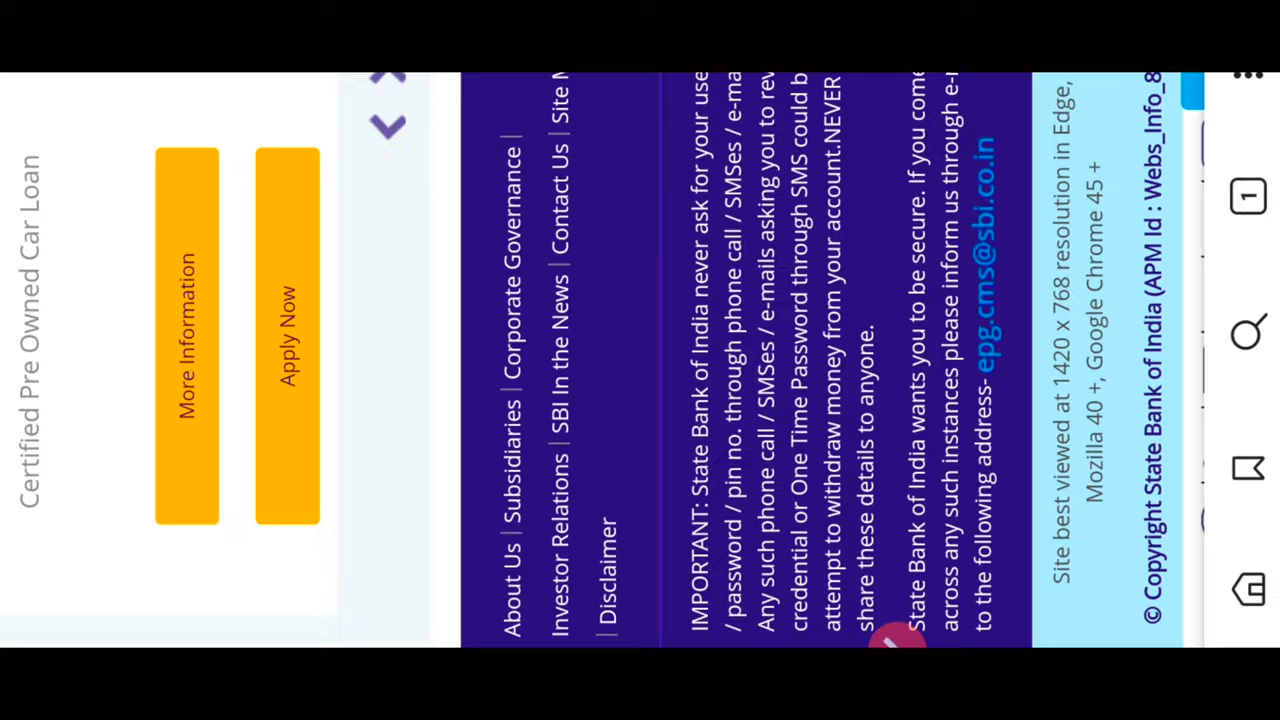 Certified Pre Owned Car Loan
More Information
Apply Now
About Us | Subsidiaries | Corporate Governance |
Investor Relations | SBI In the News | Contact Us | Site
| Disclaimer
IMPORTANT: State Bank of India never ask for your use
/ password / pin no. through phone call / SMSes / e-ma
Any such phone call / SMSes / e-mails asking you to rev
credential or One Time Password through SMS could b
attempt to withdraw money from your account.NEVER
share these details to anyone.
State Bank of India wants you to be secure. If you come
across any such instances please inform us through e-
to the following address- epg.cms@sbi.co.in
Site best viewed at 1420 x 768 resolution in Edge,
Mozilla 40 +, Google Chrome 45 +
© Copyright State Bank of India (APM Id : Webs_Info_8
1